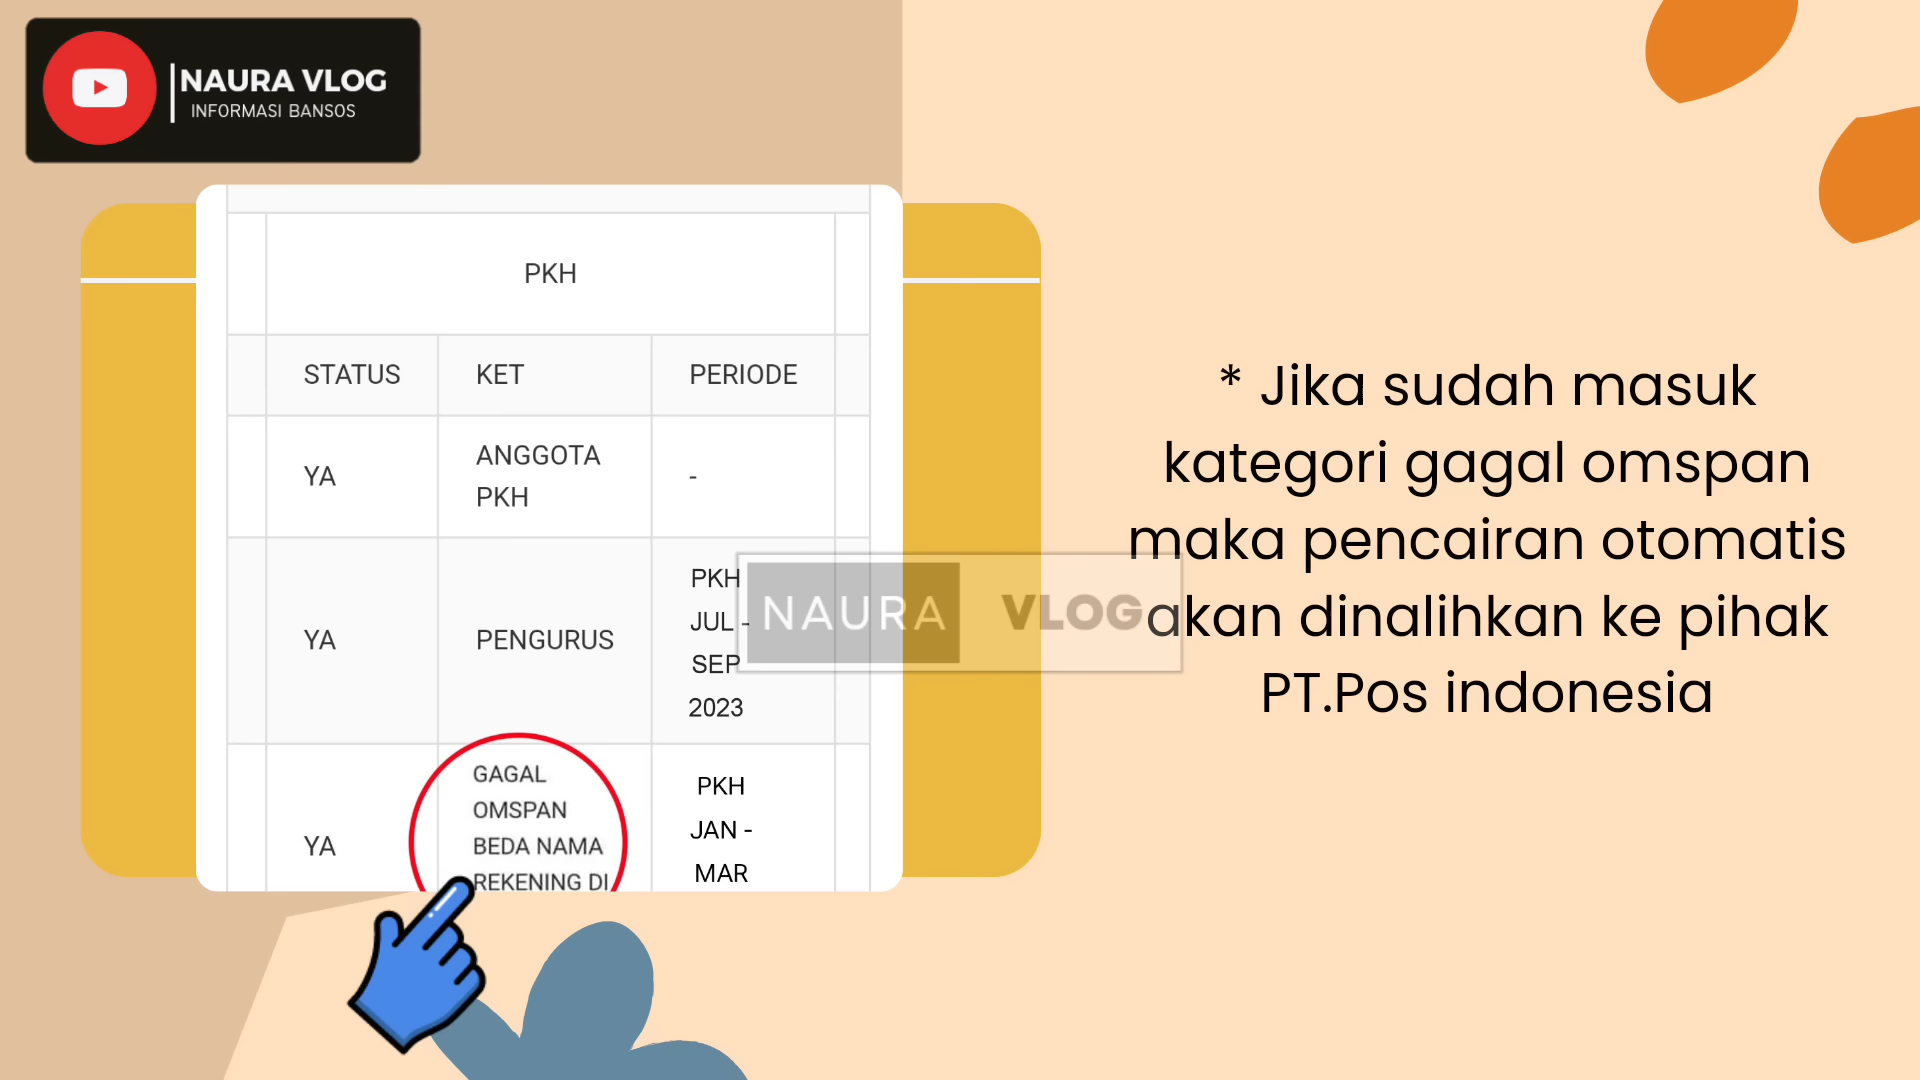 NAURA VLOG
INFORMASI BANSOS
PKH
STATUS KET PERIODE
YA ANGGOTA PKH -
YA PENGURUS PKH JUL - SEP 2023
YA GAGAL OMSPAN BEDA NAMA REKENING DI PKH JAN - MAR
NAURA VLOG
* Jika sudah masuk
kategori gagal omspan
maka pencairan otomatis
akan dinalihkan ke pihak
PT.Pos indonesia